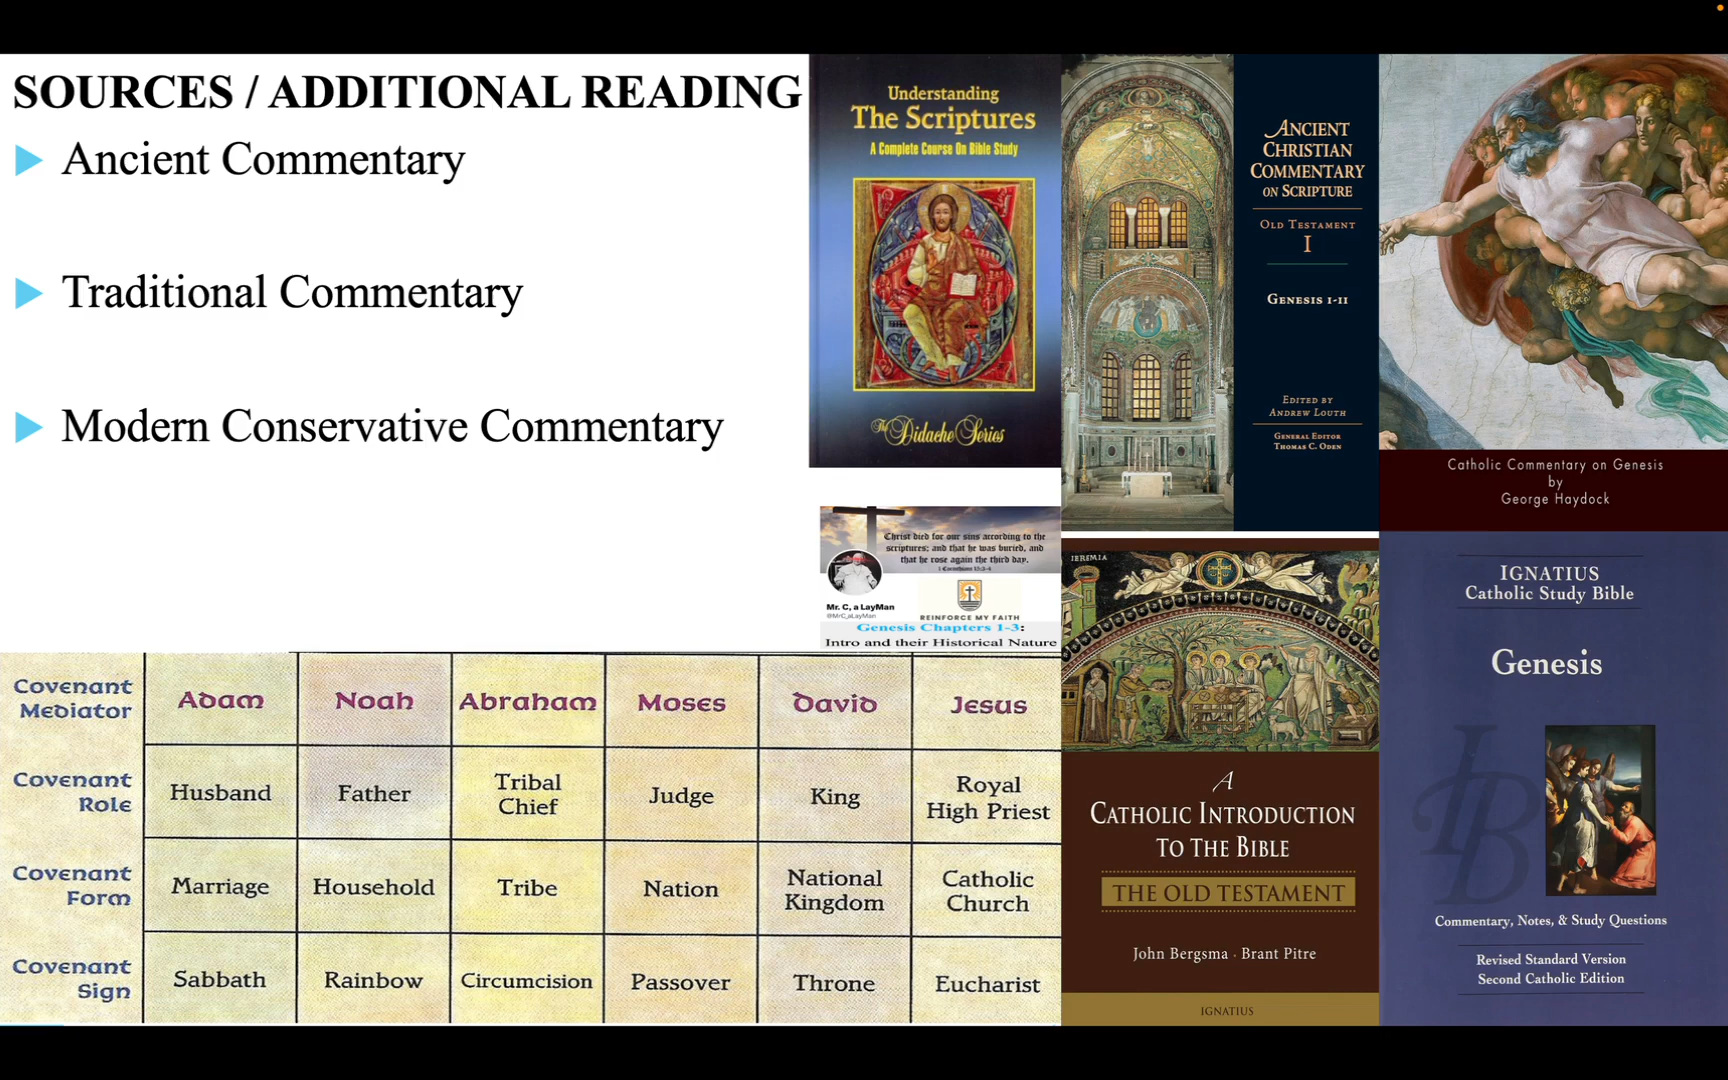 SOURCES / ADDITIONAL READING
Ancient Commentary
Traditional Commentary
Modern Conservative Commentary
Understanding
The Scriptures
A Complete Course On Bible Study
The Didache Series
ANCIENT
CHRISTIAN
COMMENTARY
ON SCRIPTURE
OLD TESTAMENT
I
GENESIS 1-11
EDITED BY
ANDREW LOUTH
GENERAL EDITOR
THOMAS C. ODEN
Catholic Commentary on Genesis
by
George Haydock
Christ died for our sins according to the
scriptures; and that he was buried, and
that he rose again the third day.
1 Corinthians 15:3-4
Mr. C, a LayMan
@MrC_aLayMan
REINFORCE MY FAITH
Genesis Chapters 1-3:
Intro and their Historical Nature
IEREMIA
A
CATHOLIC INTRODUCTION
TO THE BIBLE
THE OLD TESTAMENT
John Bergsma · Brant Pitre
IGNATIUS
IGNATIUS
Catholic Study Bible
Genesis
IB
Commentary, Notes, & Study Questions
Revised Standard Version
Second Catholic Edition
Covenant
Mediator
Adam
Noah
Abraham
Moses
David
Jesus
Covenant
Role
Husband
Father
Tribal
Chief
Judge
King
Royal
High Priest
Covenant
Form
Marriage
Household
Tribe
Nation
National
Kingdom
Catholic
Church
Covenant
Sign
Sabbath
Rainbow
Circumcision
Passover
Throne
Eucharist